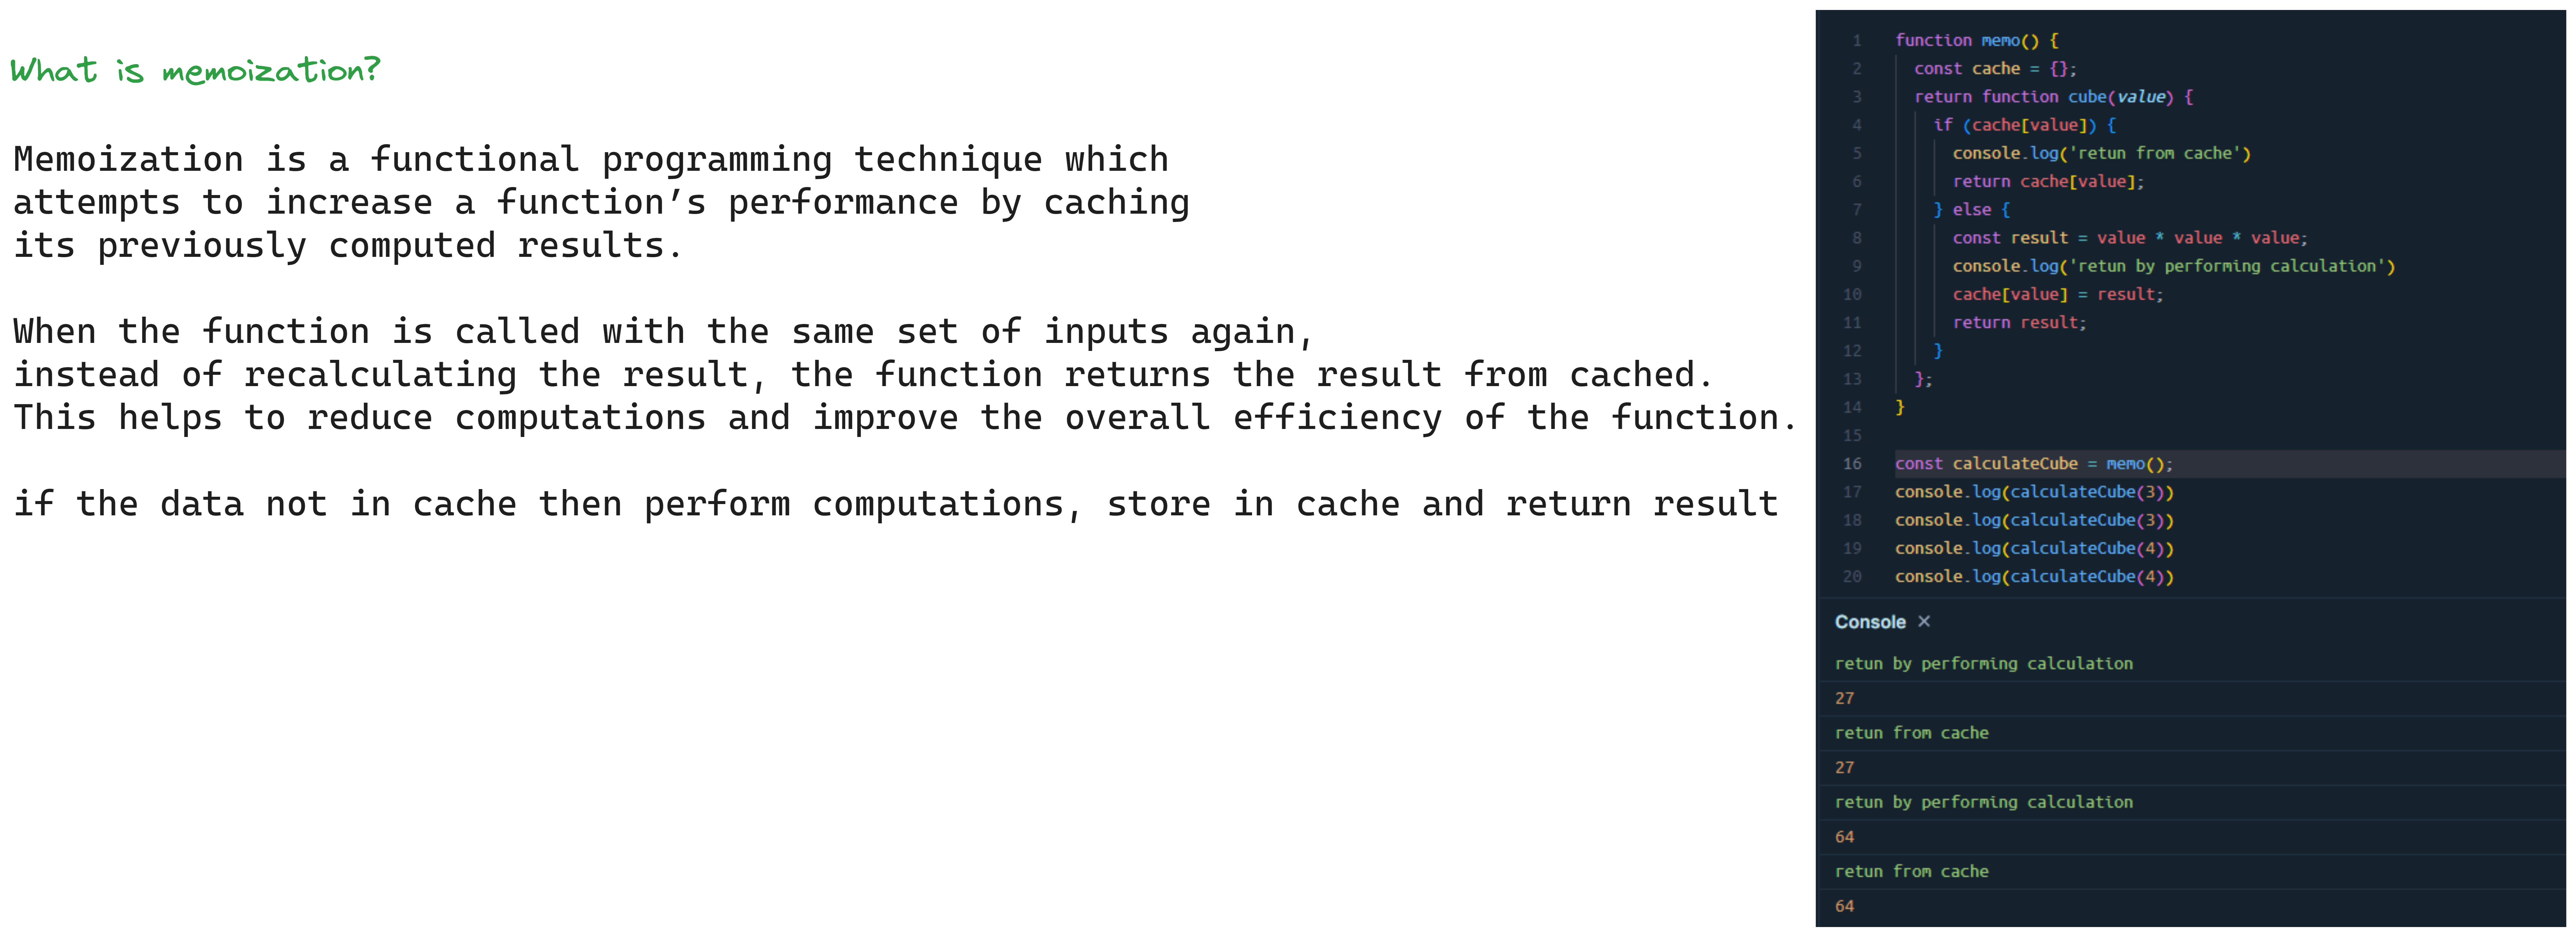 What is memoization?
Memoization is a functional programming technique which
attempts to increase a function’s performance by caching
its previously computed results.
When the function is called with the same set of inputs again,
instead of recalculating the result, the function returns the result from cached.
This helps to reduce computations and improve the overall efficiency of the function.
if the data not in cache then perform computations, store in cache and return result
1 function memo() {
2 const cache = {};
3 return function cube(value) {
4 if (cache[value]) {
5 console.log('retun from cache')
6 return cache[value];
7 } else {
8 const result = value * value * value;
9 console.log('retun by performing calculation')
10 cache[value] = result;
11 return result;
12 }
13 };
14 }
15
16 const calculateCube = memo();
17 console.log(calculateCube(3))
18 console.log(calculateCube(3))
19 console.log(calculateCube(4))
20 console.log(calculateCube(4))
Console ×
retun by performing calculation
27
retun from cache
27
retun by performing calculation
64
retun from cache
64